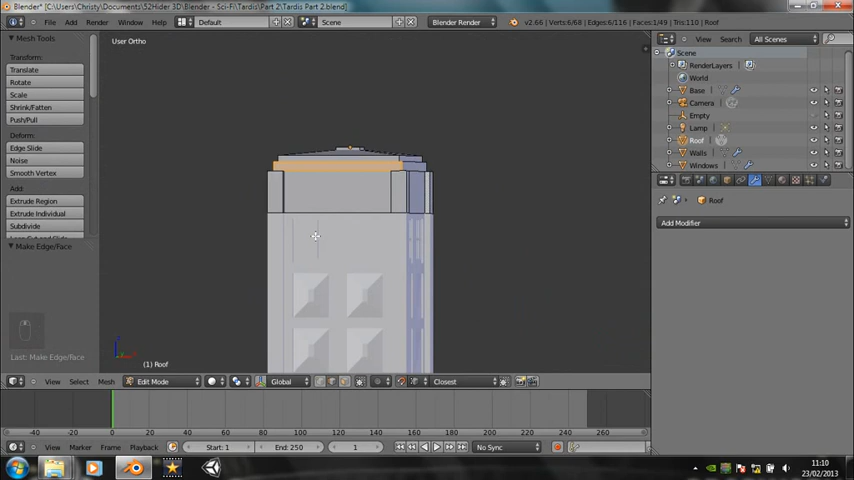 Blender* [C:\Users\Christy\52Hider 3D\Blender - Sci-Fi\Tardis Part 2\Tardis Part 2.blend]
File Add Render Window Help Default Scene Blender Render v2.66 | Verts:6/68 | Edges:6/116 | Faces:1/49 | Tris:110 | Roof
Mesh Tools
Transform:
Translate
Rotate
Scale
Shrink/Fatten
Push/Pull
Deform:
Edge Slide
Noise
Smooth Vertex
Add:
Extrude Region
Extrude Individual
Subdivide
Make Edge/Face
Last: Make Edge/Face
User Ortho
(1) Roof
View Search All Scenes
Scene
RenderLayers
World
Base
Camera
Empty
Lamp
Roof
Walls
Windows
Roof
Add Modifier
View Select Mesh Edit Mode Global Closest
0 20 40 60 80 100 120 140 160 180 200 220 240 260
View Marker Frame Playback Start: 1 End: 250 1 No Sync
11:10
23/02/2013